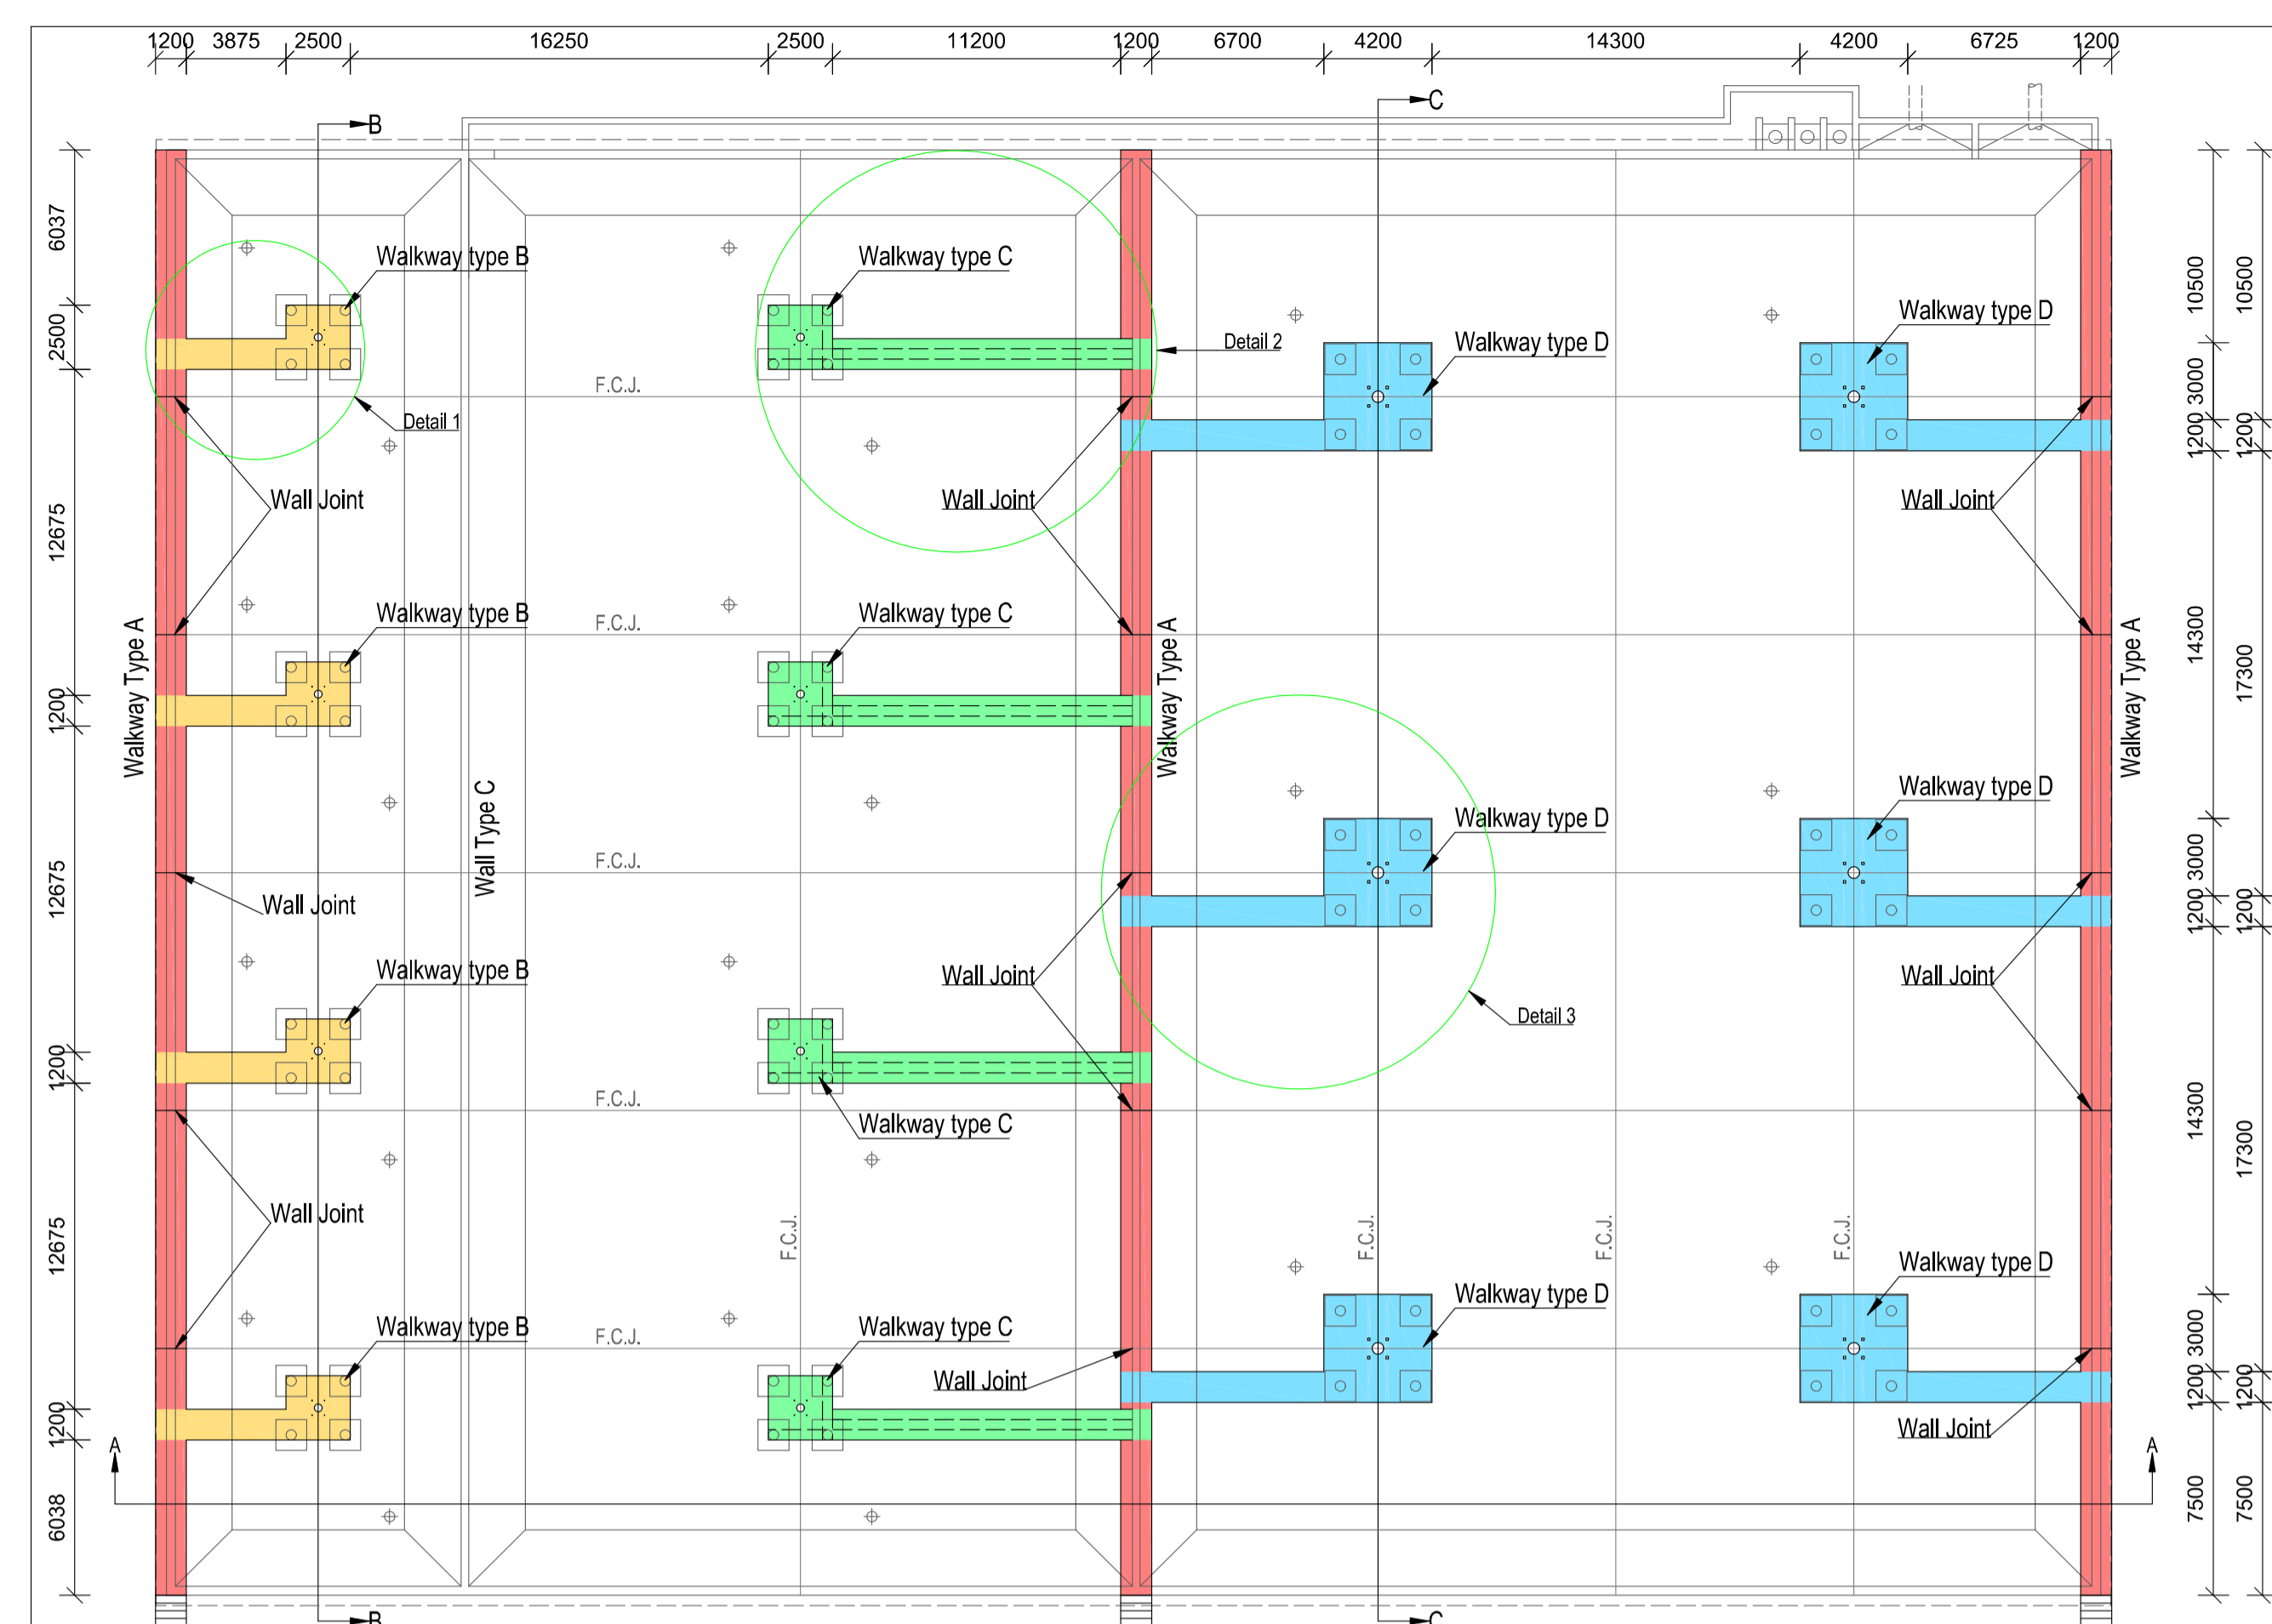 1200 3875 2500 16250 2500 11200 1200 6700 4200 14300 4200 6725 1200
C
B
6037
Walkway type B
Walkway type C
10500
10500
Walkway type D
2500
Detail 2
Walkway type D
3000
F.C.J.
Detail 1
1200
1200
Wall Joint
Wall Joint
Wall Joint
12675
Walkway type B
Walkway type C
F.C.J.
14300
17300
Walkway Type A
Walkway Type A
Walkway Type A
1200
Walkway type D
Wall Type C
Walkway type D
3000
F.C.J.
12675
Wall Joint
1200
1200
Walkway type B
Wall Joint
Wall Joint
Detail 3
1200
F.C.J.
Walkway type C
14300
17300
Wall Joint
12675
F.C.J.
F.C.J.
F.C.J.
F.C.J.
Walkway type D
Walkway type D
Walkway type B
Walkway type C
F.C.J.
3000
Wall Joint
1200
1200
1200
Wall Joint
A
A
6038
7500
7500
B
C